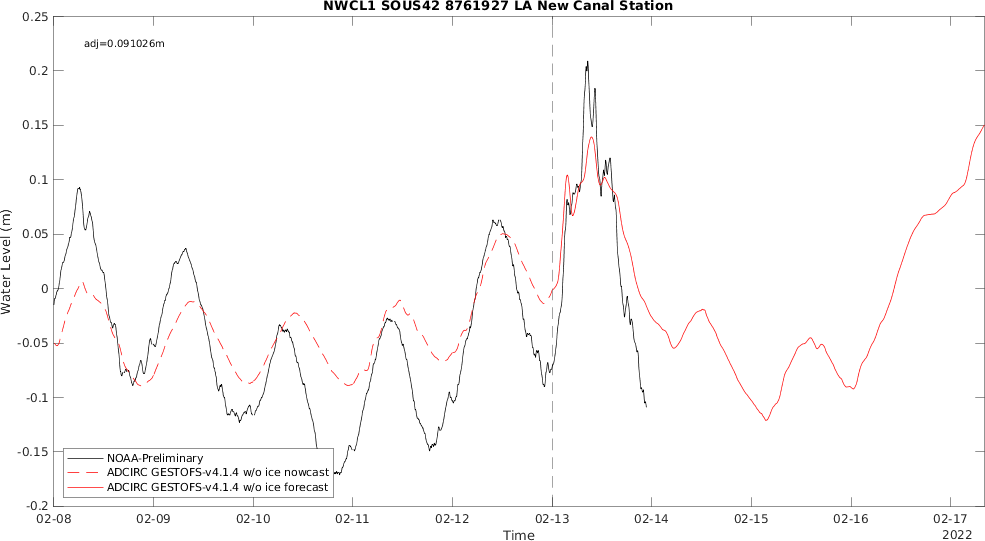 NWCL1 SOUS42 8761927 LA New Canal Station
adj=0.091026m
0.25
0.2
0.15
0.1
0.05
0
-0.05
-0.1
-0.15
-0.2
Water Level (m)
NOAA-Preliminary
ADCIRC GESTOFS-v4.1.4 w/o ice nowcast
ADCIRC GESTOFS-v4.1.4 w/o ice forecast
02-08 02-09 02-10 02-11 02-12 02-13 02-14 02-15 02-16 02-17
Time
2022